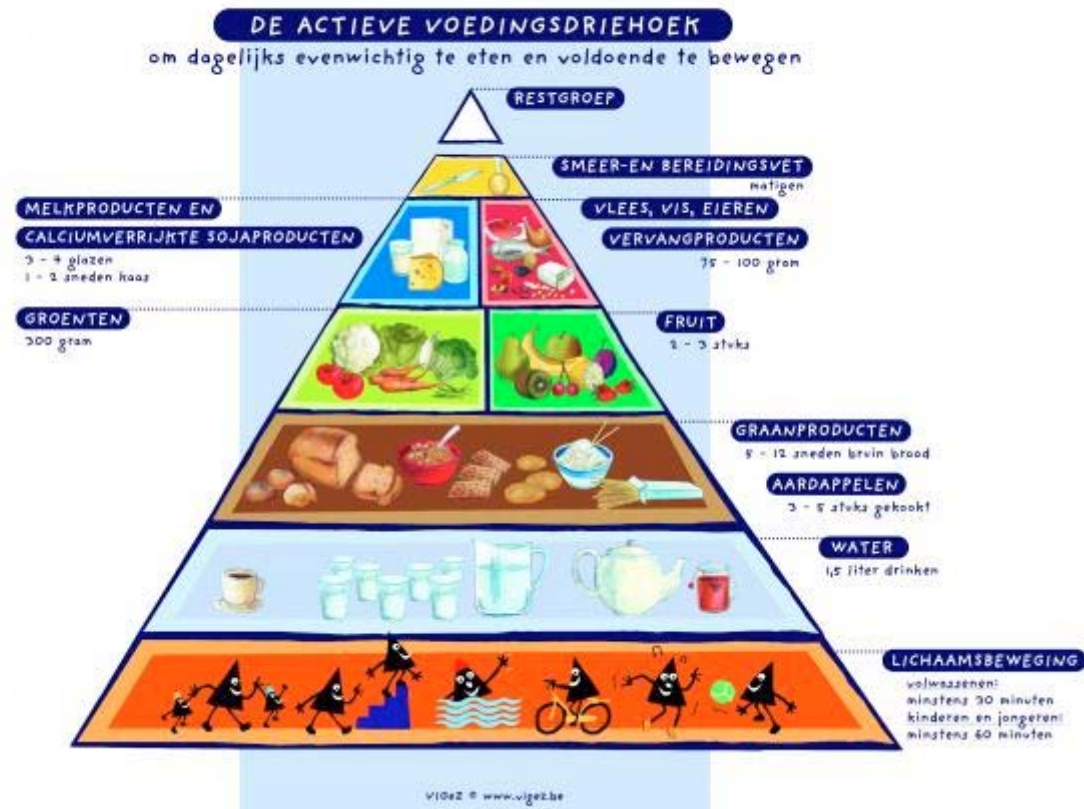 DE ACTIEVE VOEDINGSDRIEHOEK
om dagelijks evenwichtig te eten en voldoende te bewegen
RESTGROEP
SMEER-EN BEREIDINGSVET
matigen
MELKPRODUCTEN EN
CALCIUMVERRIJKTE SOJAPRODUCTEN
3 - 4 glazen
1 - 2 sneden kaas
VLEES, VIS, EIEREN
VERVANGPRODUCTEN
75 - 100 gram
GROENTEN
300 gram
FRUIT
2 - 3 stuks
GRAANPRODUCTEN
5 - 12 sneden bruin brood
AARDAPPELEN
3 - 5 stuks gekookt
WATER
1,5 liter drinken
LICHAAMSBEWEGING
volwassenen:
minstens 30 minuten
kinderen en jongeren:
minstens 60 minuten
VIGeZ © www.vigez.be